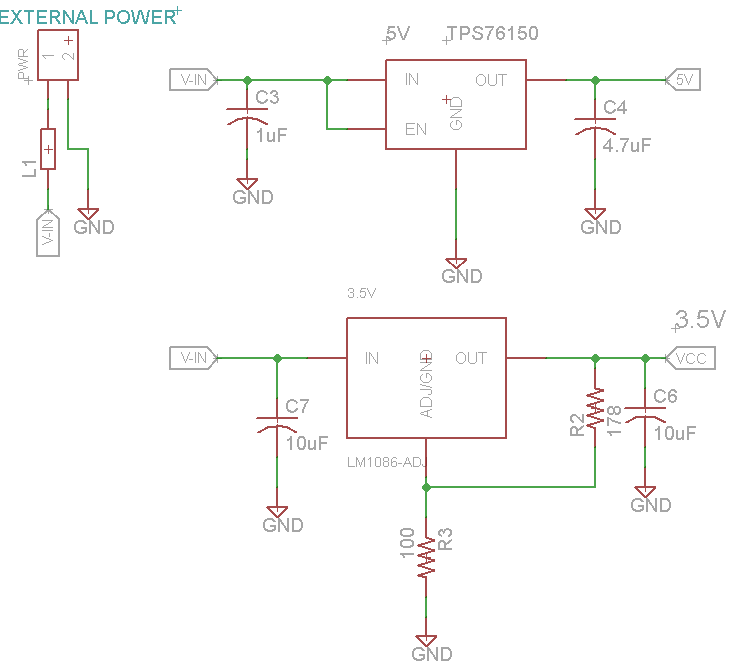 EXTERNAL POWER
PWR
1
2
L1
V-IN
GND
5V
TPS76150
V-IN
IN
OUT
5V
EN
GND
C3
1uF
GND
C4
4.7uF
GND
GND
3.5V
3.5V
V-IN
IN
OUT
VCC
ADJ/GND
C7
10uF
GND
R2
178
C6
10uF
GND
LM1086-ADJ
100
R3
GND